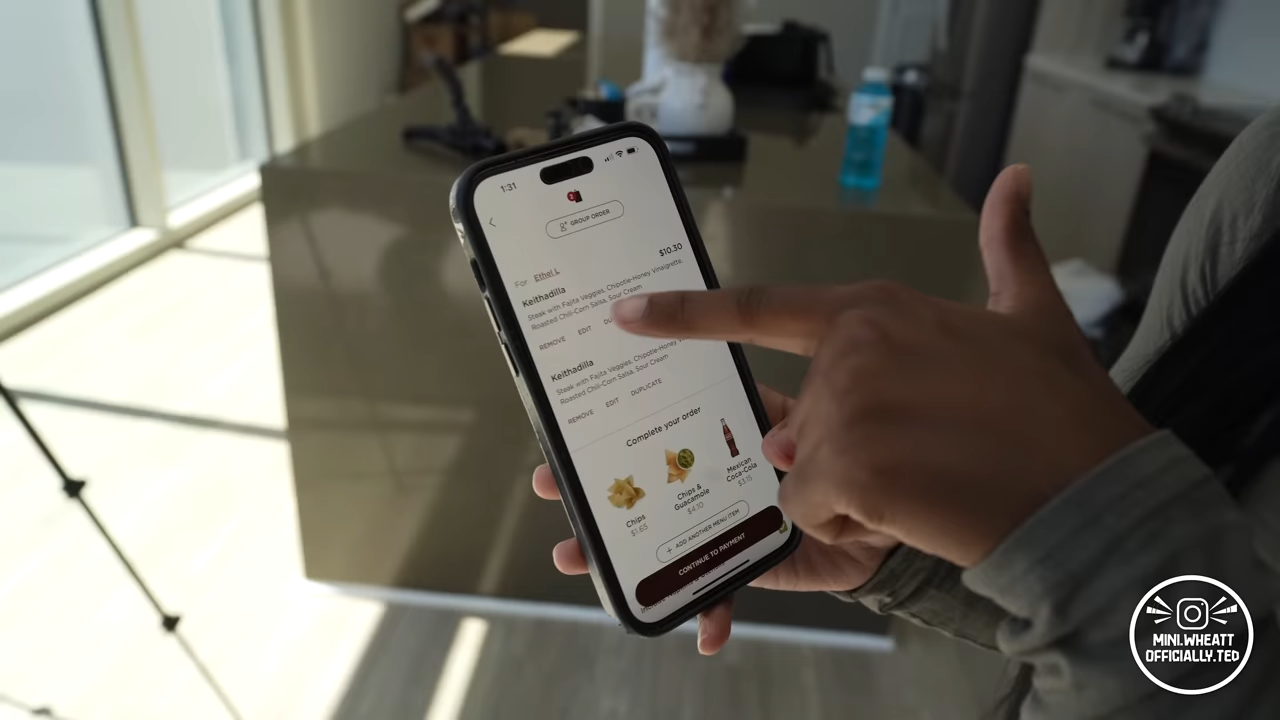 1:31
GROUP ORDER
$10.30
For Ethel L
Keithadilla
Steak with Fajita Veggies, Chipotle-Honey Vinaigrette,
Roasted Chili-Corn Salsa, Sour Cream
REMOVE EDIT
Keithadilla
Steak with Fajita Veggies, Chipotle-Honey
Roasted Chili-Corn Salsa, Sour Cream
REMOVE EDIT DUPLICATE
Complete your order
Chips
$1.65
Chips &
Guacamole
$4.10
Mexican
Coca-Cola
$3.15
+ ADD ANOTHER MENU ITEM
CONTINUE TO PAYMENT
MINI.WHEATT
OFFICIALLY.TED